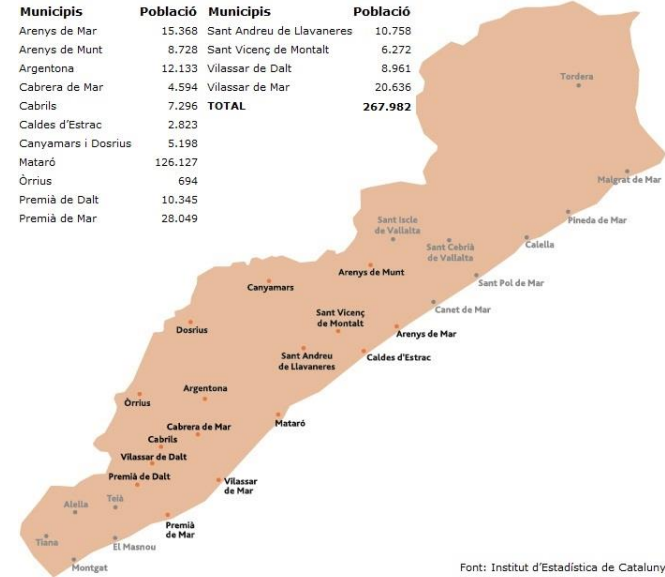 Municipis Població Municipis Població
Arenys de Mar 15.368 Sant Andreu de Llavaneres 10.758
Arenys de Munt 8.728 Sant Vicenç de Montalt 6.272
Argentona 12.133 Vilassar de Dalt 8.961
Cabrera de Mar 4.594 Vilassar de Mar 20.636
Cabrils 7.296 TOTAL 267.982
Caldes d'Estrac 2.823
Canyamars i Dosrius 5.198
Mataró 126.127
Òrrius 694
Premià de Dalt 10.345
Premià de Mar 28.049
Tordera
Malgrat de Mar
Pineda de Mar
Sant Iscle
de Vallalta
Sant Cebrià
de Vallalta
Calella
Arenys de Munt
Sant Pol de Mar
Canyamars
Canet de Mar
Sant Vicenç
de Montalt
Dosrius
Arenys de Mar
Sant Andreu
de Llavaneres
Caldes d'Estrac
Argentona
Òrrius
Cabrera de Mar
Mataró
Cabrils
Vilassar de Dalt
Premià de Dalt
Vilassar
de Mar
Teià
Alella
Premià
de Mar
Tiana
El Masnou
Montgat
Font: Institut d'Estadística de Cataluny